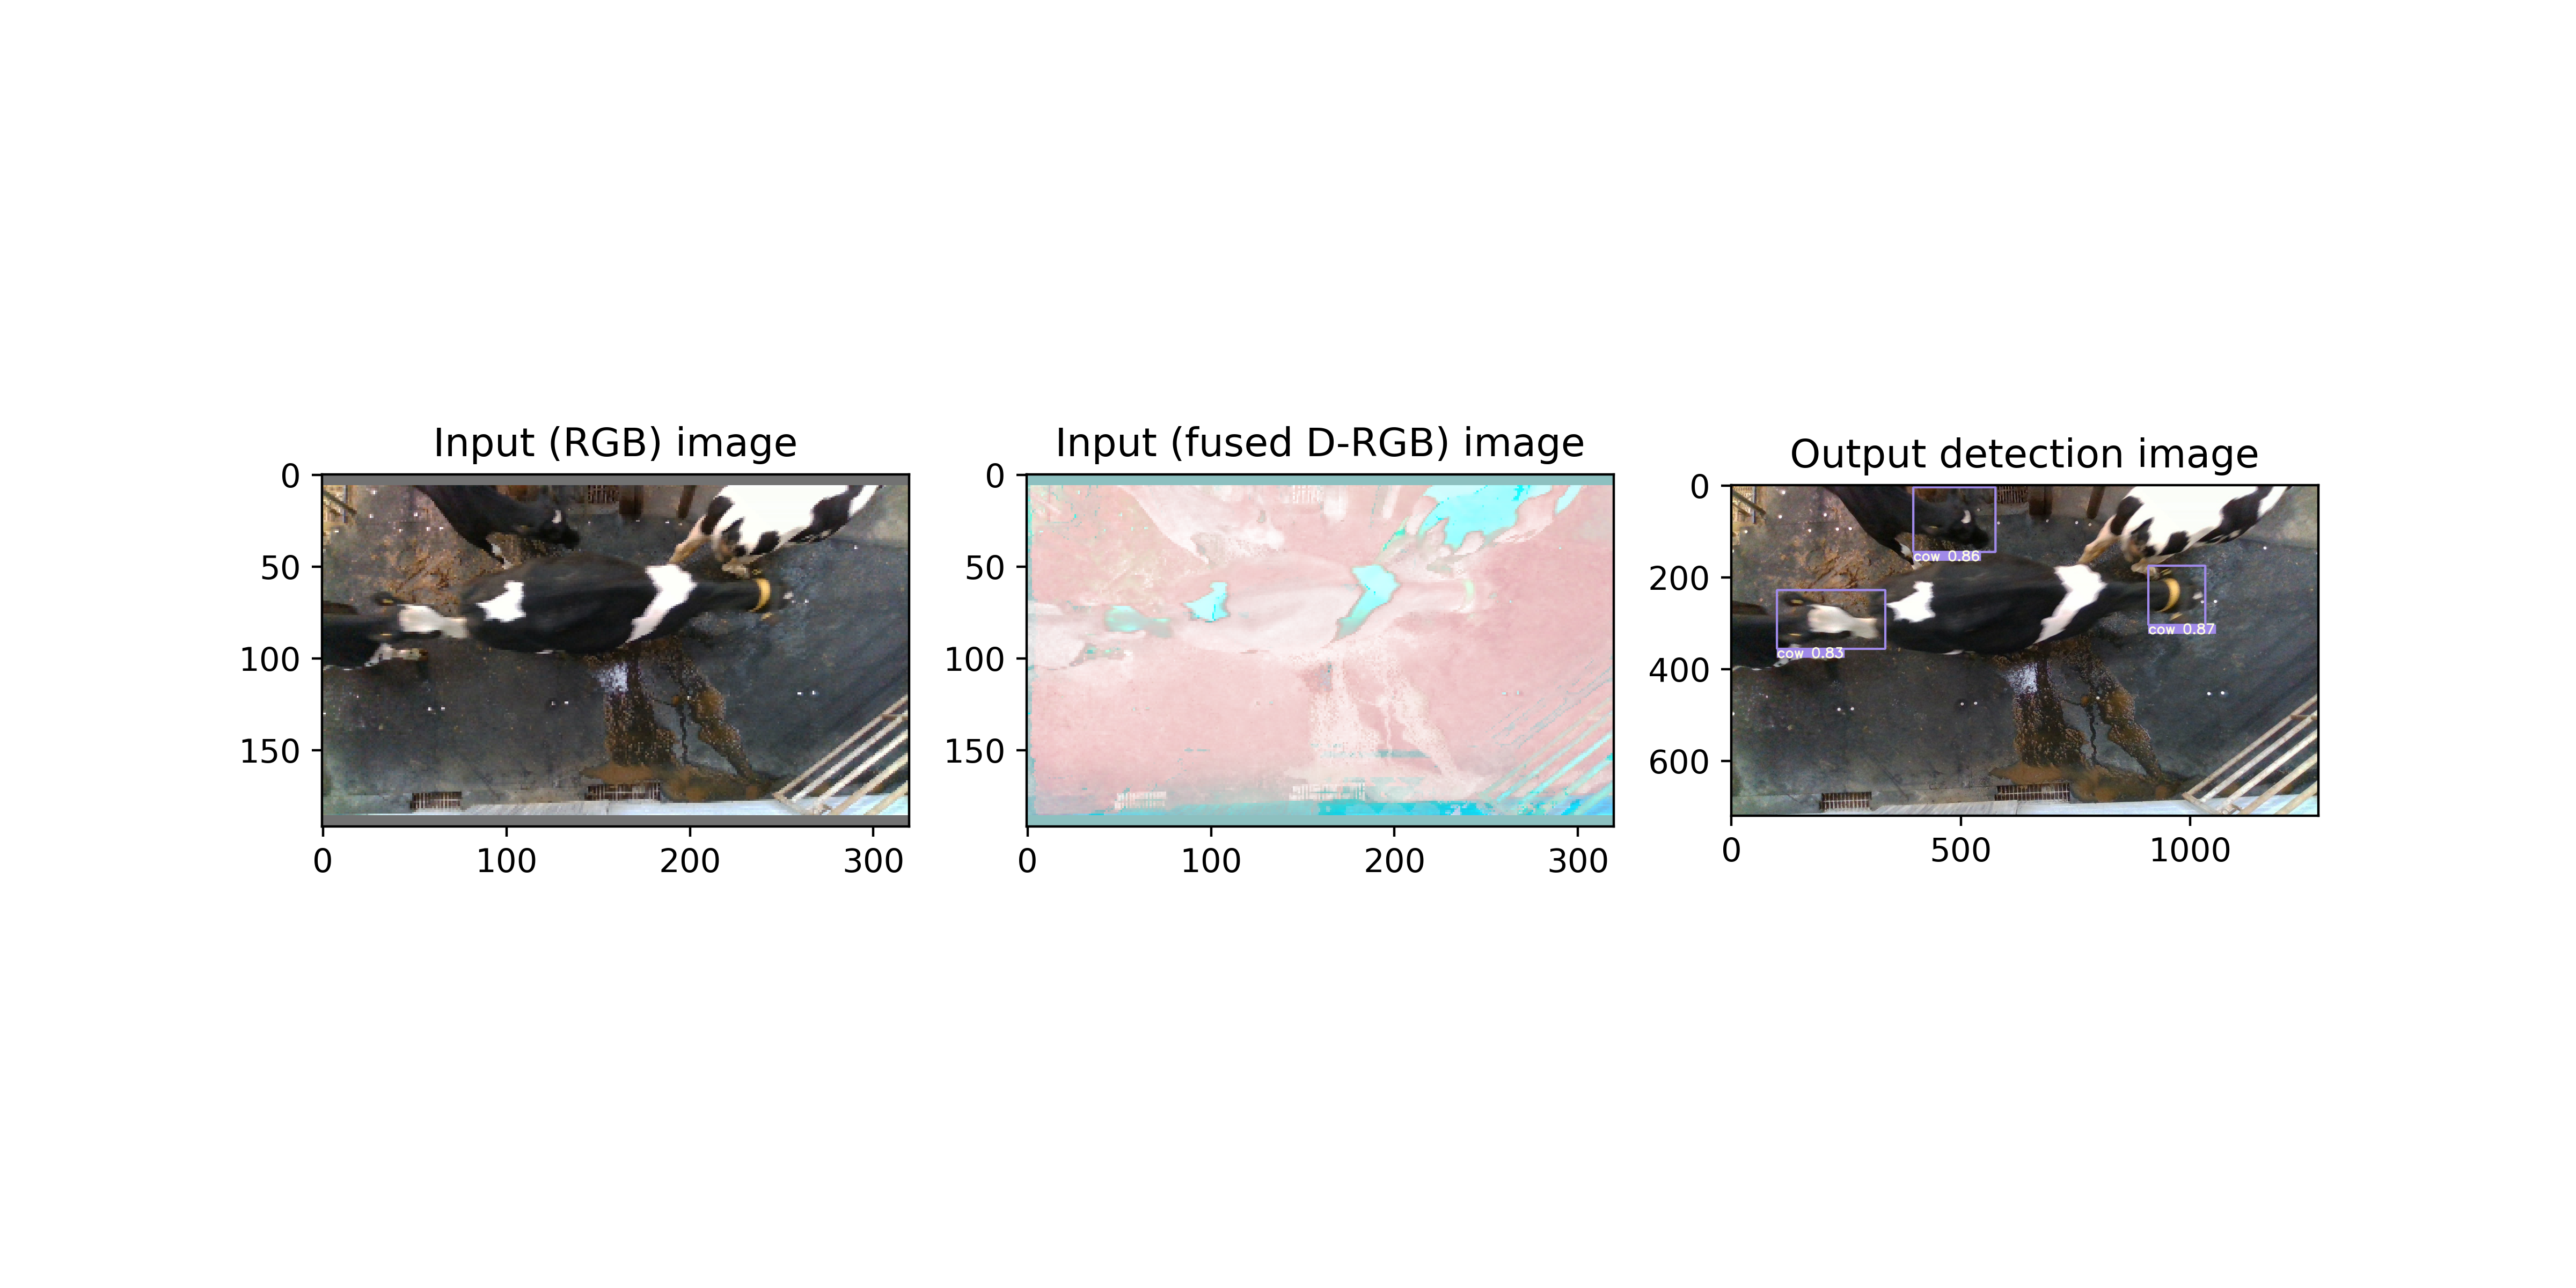 Input (RGB) image
0
50
100
150
0 100 200 300
Input (fused D-RGB) image
0
50
100
150
0 100 200 300
Output detection image
0
200
400
600
0 500 1000
cow 0.86
cow 0.87
cow 0.83